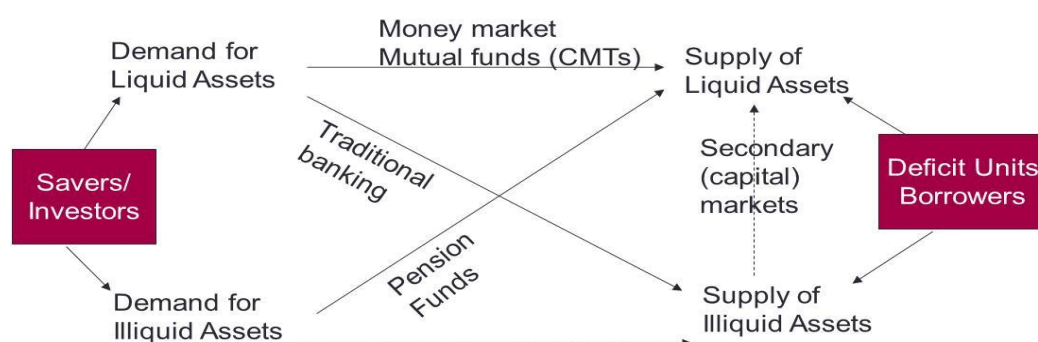 Money market
Mutual funds (CMTs)
Demand for
Liquid Assets
Supply of
Liquid Assets
Traditional
banking
Secondary
(capital)
markets
Savers/
Investors
Deficit Units
Borrowers
Pension
Funds
Demand for
Illiquid Assets
Supply of
Illiquid Assets